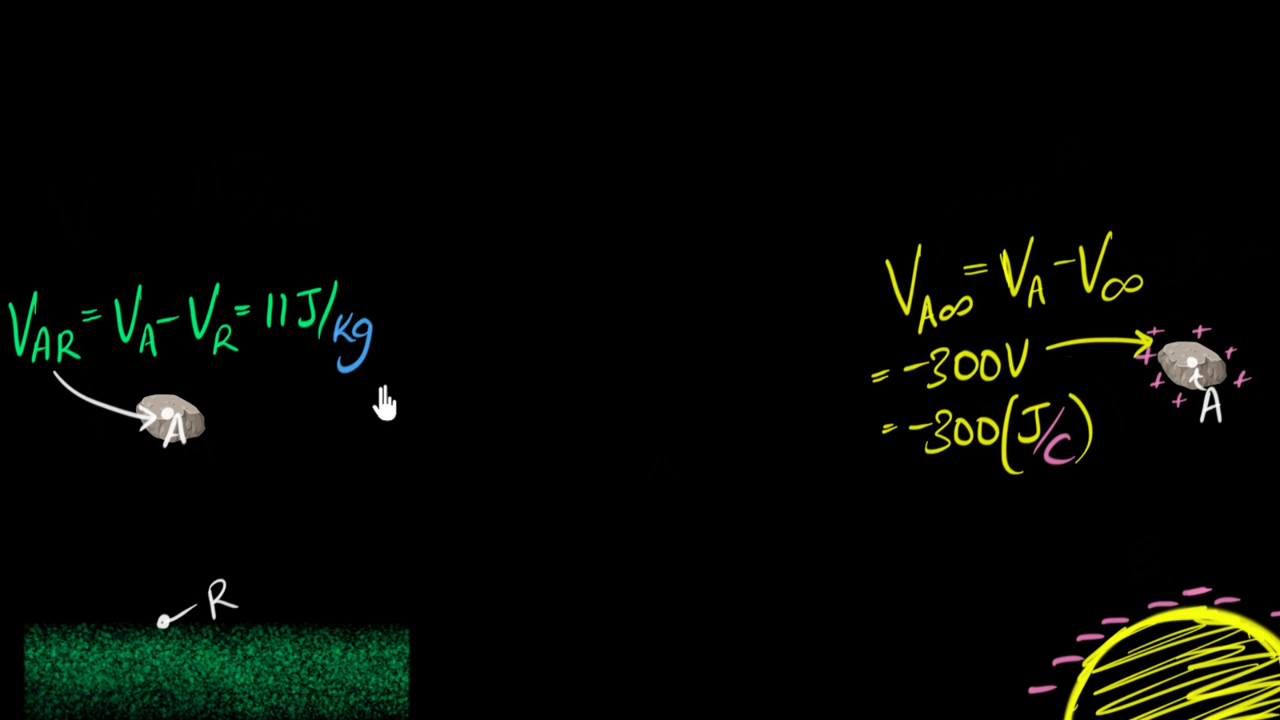 V_AR = V_A - V_R = 11 J/kg
A
R
V_A∞ = V_A - V_∞
= -300V
= -300(J/C)
A